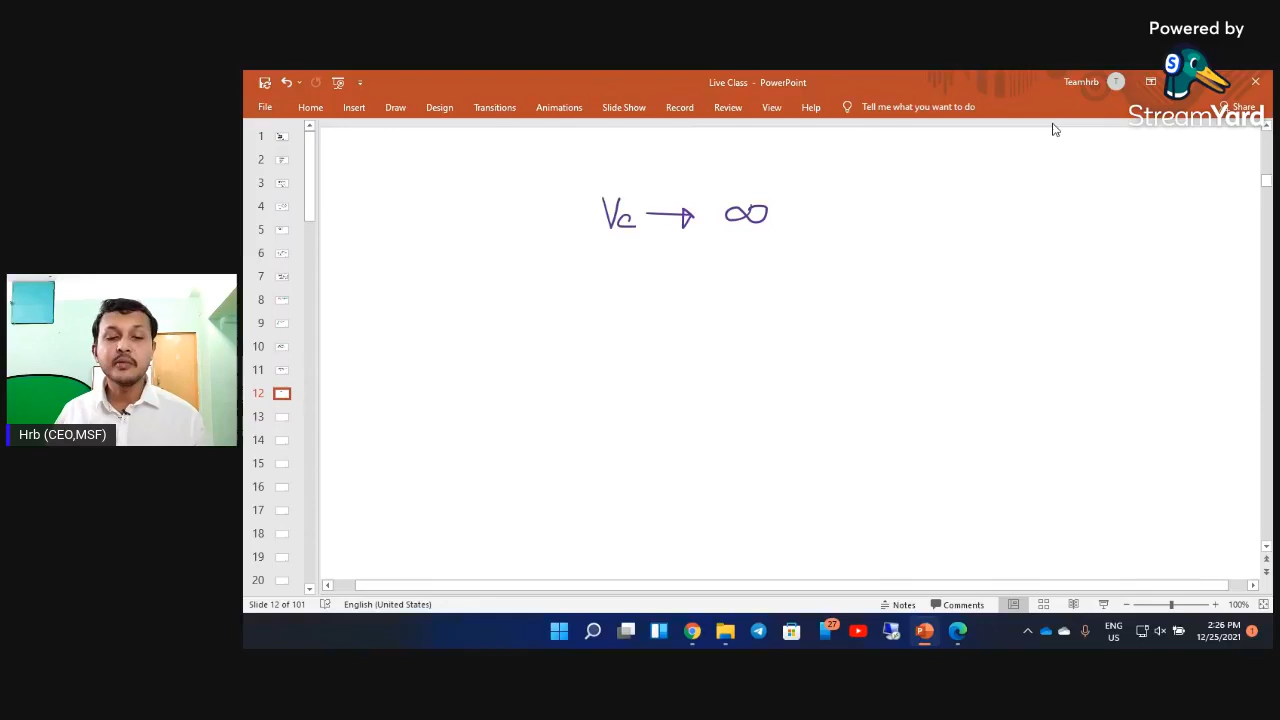 Powered by
StreamYard
Live Class - PowerPoint
Teamhrb
T
File Home Insert Draw Design Transitions Animations Slide Show Record Review View Help Tell me what you want to do
Share
1
2
3
4
5
6
7
8
9
10
11
12
13
14
15
16
17
18
19
20
Vc → ∞
Hrb (CEO,MSF)
Slide 12 of 101 English (United States) Notes Comments 100%
27
ENG
US
2:26 PM
12/25/2021
1